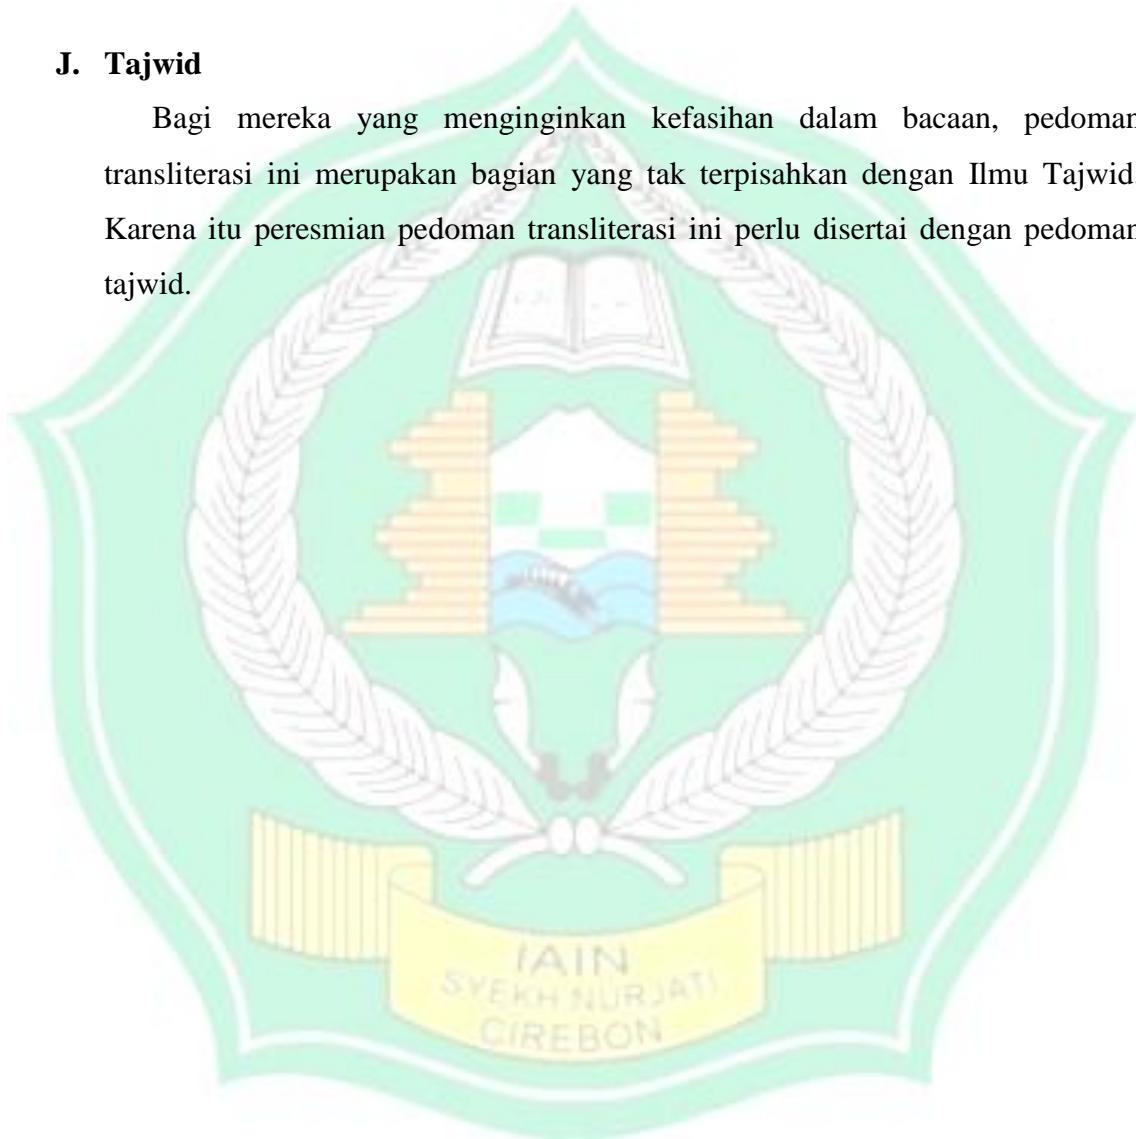 J. Tajwid
Bagi mereka yang menginginkan kefasihan dalam bacaan, pedoman
transliterasi ini merupakan bagian yang tak terpisahkan dengan Ilmu Tajwid.
Karena itu peresmian pedoman transliterasi ini perlu disertai dengan pedoman
tajwid.
IAIN
SYEKH NURJATI
CIREBON